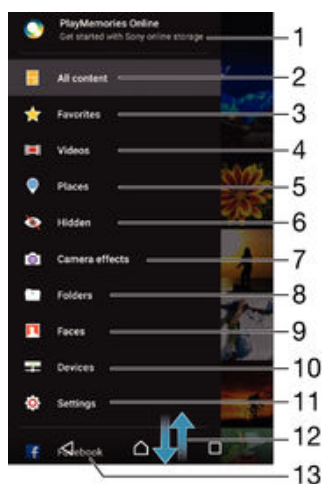 PlayMemories Online
Get started with Sony online storage
1
All content
2
Favorites
3
Videos
4
Places
5
Hidden
6
Camera effects
7
Folders
8
Faces
9
Devices
10
Settings
11
12
Facebook
13